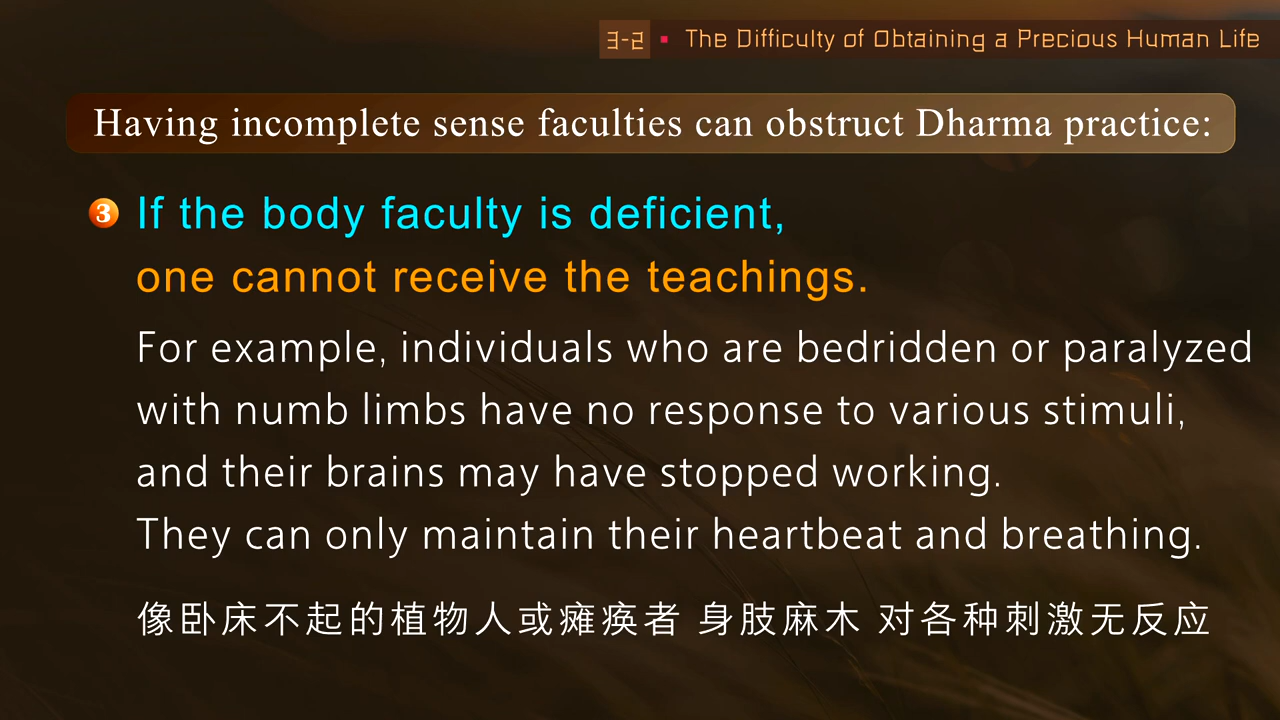 3-2 ▪ The Difficulty of Obtaining a Precious Human Life
Having incomplete sense faculties can obstruct Dharma practice:
3 If the body faculty is deficient,
one cannot receive the teachings.
For example, individuals who are bedridden or paralyzed
with numb limbs have no response to various stimuli,
and their brains may have stopped working.
They can only maintain their heartbeat and breathing.
像卧床不起的植物人或瘫痪者 身肢麻木 对各种刺激无反应